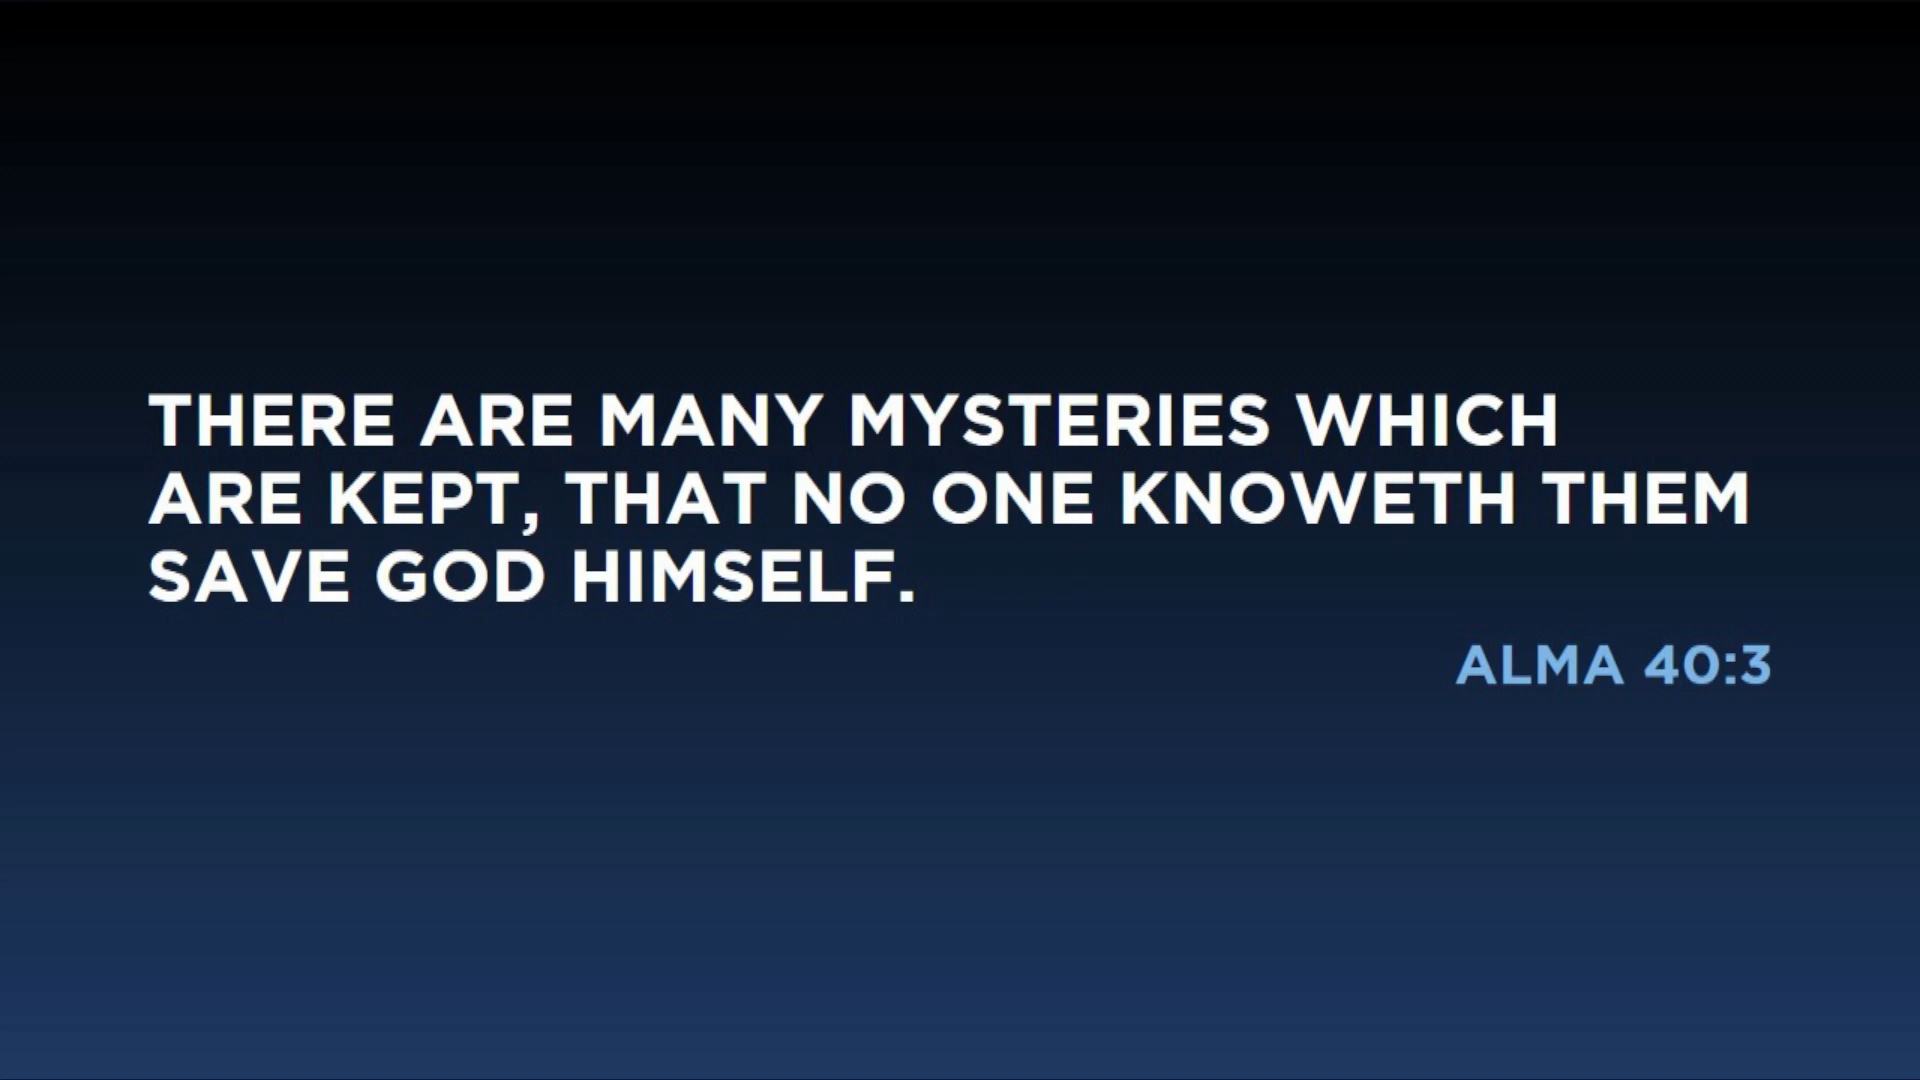 THERE ARE MANY MYSTERIES WHICH
ARE KEPT, THAT NO ONE KNOWETH THEM
SAVE GOD HIMSELF.
ALMA 40:3